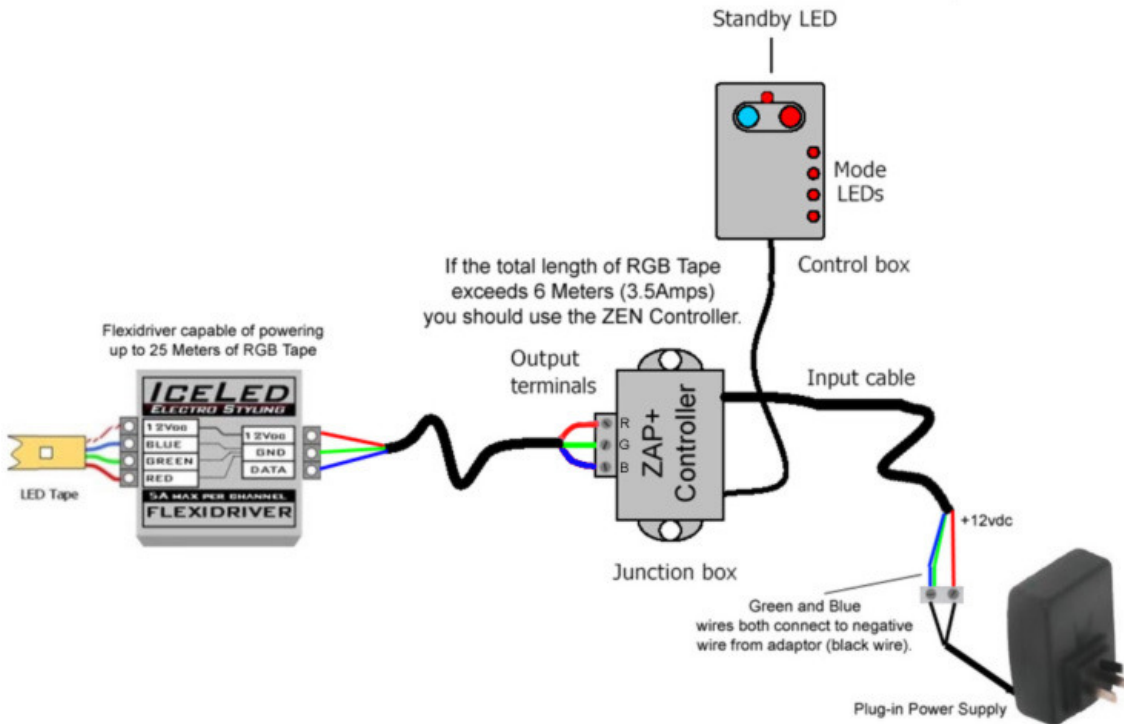 Standby LED
Mode
LEDs
Control box
If the total length of RGB Tape
exceeds 6 Meters (3.5Amps)
you should use the ZEN Controller.
Flexidriver capable of powering
up to 25 Meters of RGB Tape
ICELED
ELECTRO STYLING
12VDC
BLUE
GREEN
RED
12VDC
GND
DATA
5A MAX PER CHANNEL
FLEXIDRIVER
LED Tape
Output
terminals
R
G
B
ZAP+
Controller
Input cable
Junction box
+12vdc
Green and Blue
wires both connect to negative
wire from adaptor (black wire).
Plug-in Power Supply